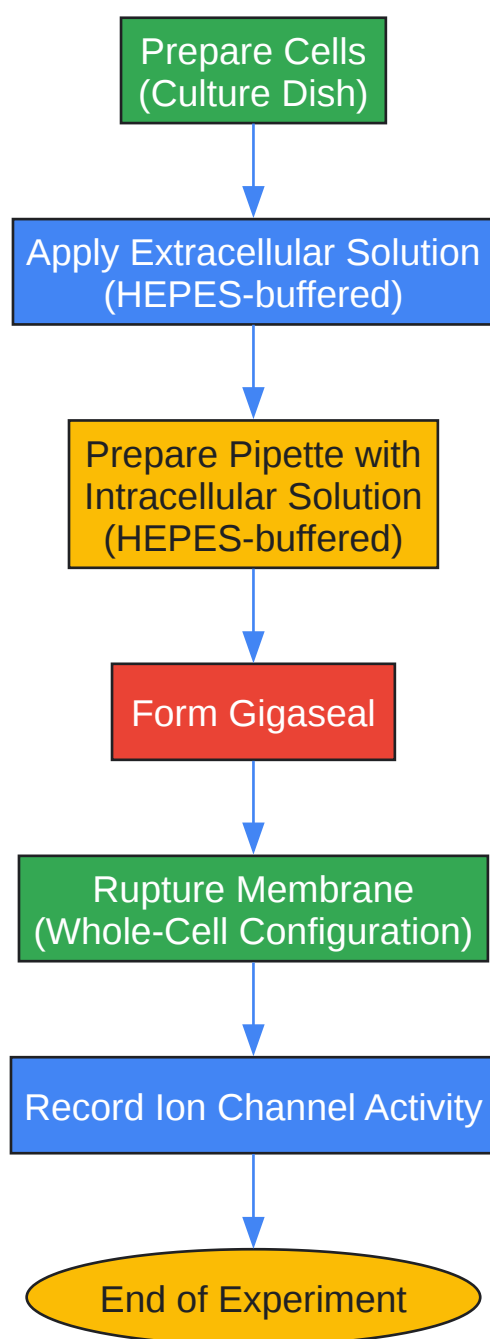 Prepare Cells
(Culture Dish)
Apply Extracellular Solution
(HEPES-buffered)
Prepare Pipette with
Intracellular Solution
(HEPES-buffered)
Form Gigaseal
Rupture Membrane
(Whole-Cell Configuration)
Record Ion Channel Activity
End of Experiment